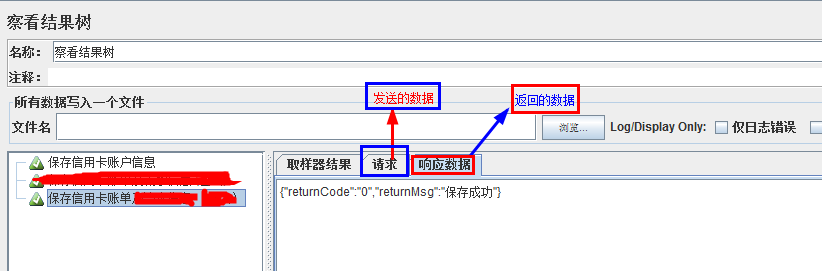 察看结果树
名称： 察看结果树
注释：
所有数据写入一个文件
发送的数据
返回的数据
文件名
浏览...
Log/Display Only:
仅日志错误
保存信用卡账户信息
保存信用卡账单
取样器结果
请求
响应数据
{"returnCode":"0","returnMsg":"保存成功"}